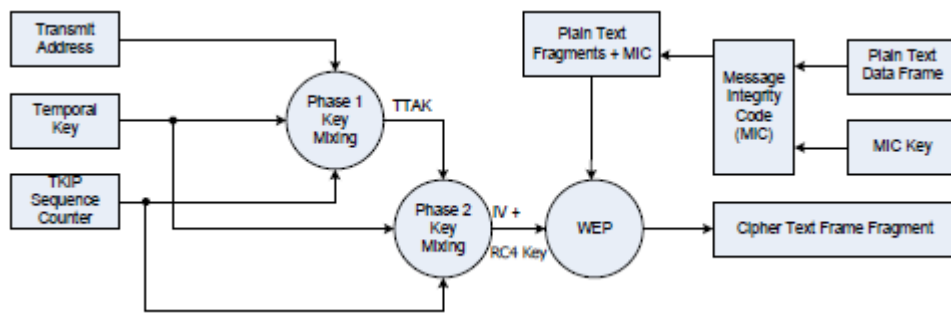 Transmit
Address
Temporal
Key
TKIP
Sequence
Counter
Phase 1
Key
Mixing
TTAK
Phase 2
Key
Mixing
IV +
RC4 Key
Plain Text
Fragments + MIC
WEP
Message
Integrity
Code
(MIC)
Plain Text
Data Frame
MIC Key
Cipher Text Frame Fragment